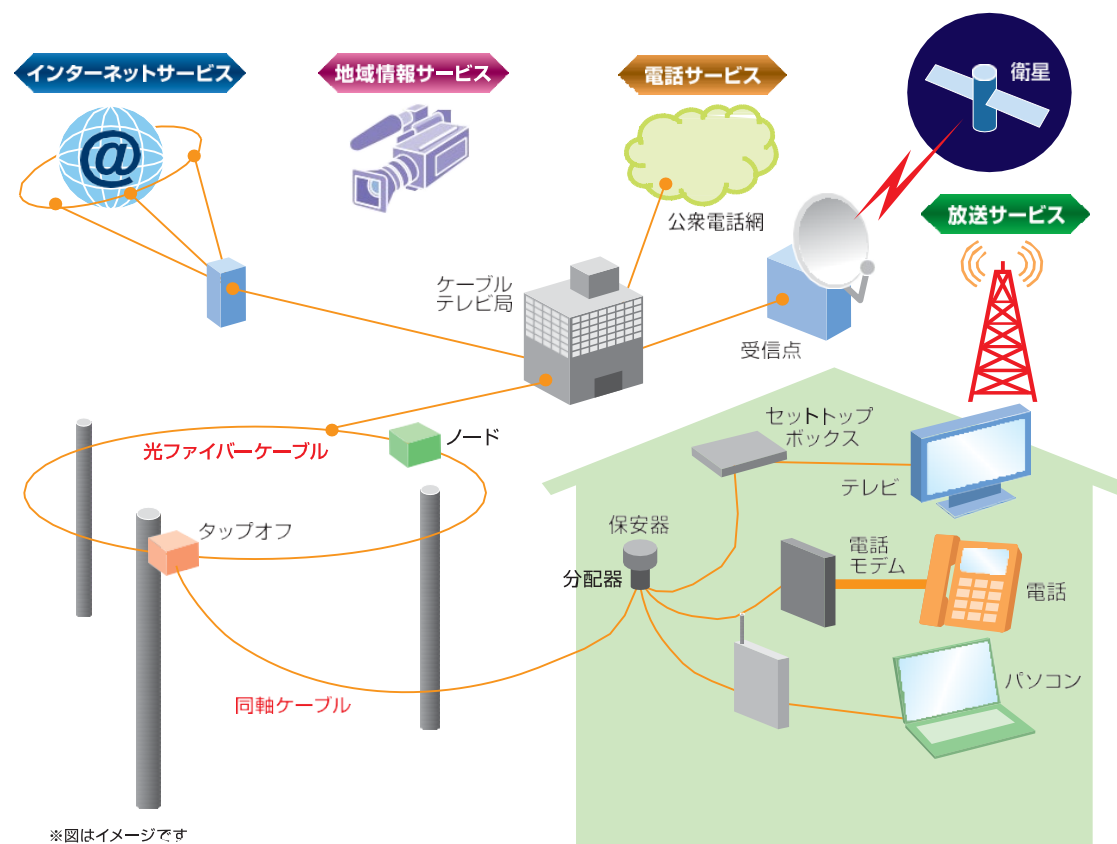 インターネットサービス
地域情報サービス
電話サービス
衛星
放送サービス
公衆電話網
ケーブル
テレビ局
受信点
光ファイバーケーブル
ノード
セットトップ
ボックス
テレビ
タップオフ
保安器
分配器
電話
モデム
電話
同軸ケーブル
パソコン
@
※図はイメージです